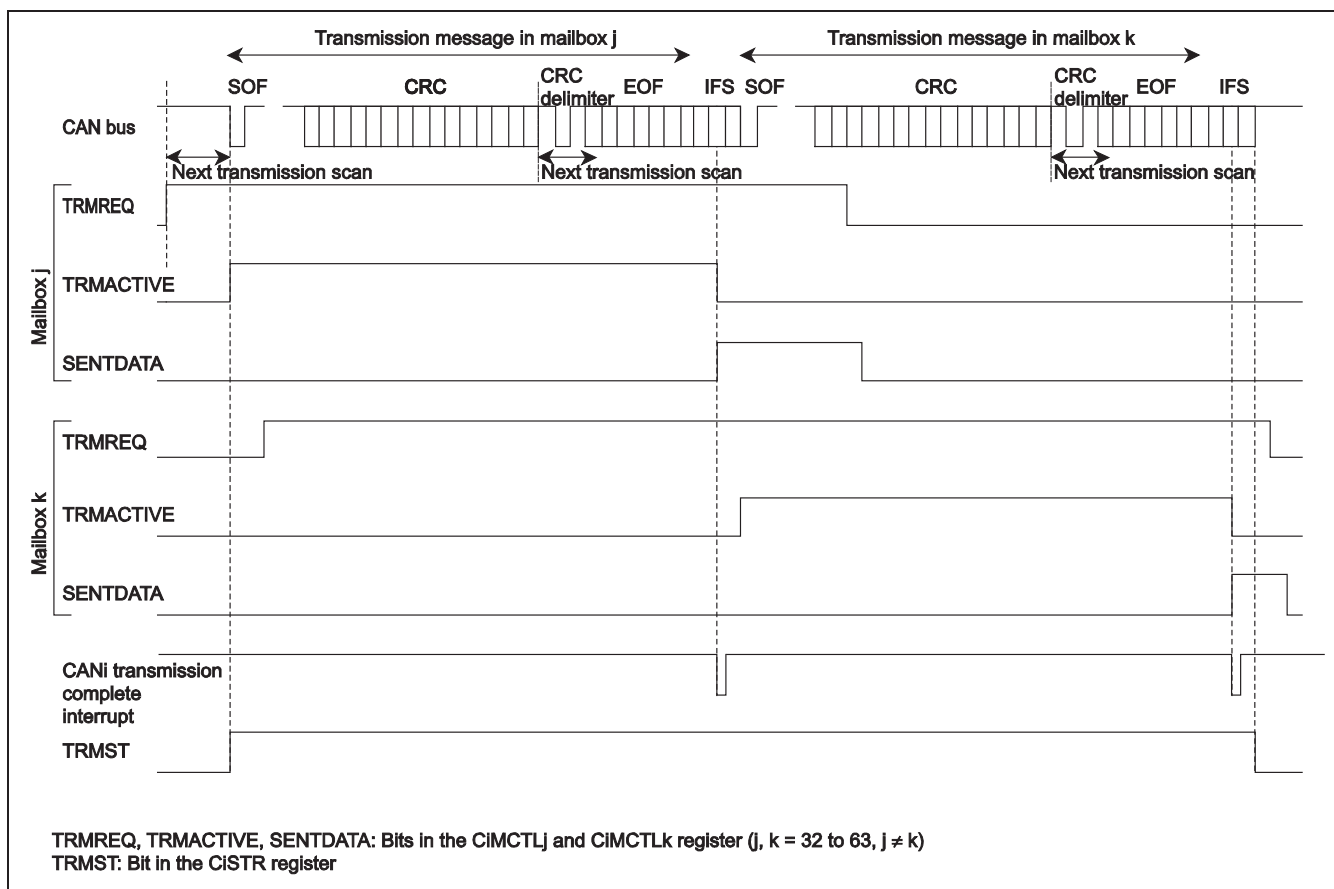 Transmission message in mailbox j
Transmission message in mailbox k
SOF
CRC
CRC
delimiter
EOF
IFS
SOF
CRC
CRC
delimiter
EOF
IFS
CAN bus
Next transmission scan
Next transmission scan
Next transmission scan
Mailbox j
TRMREQ
TRMACTIVE
SENTDATA
Mailbox k
TRMREQ
TRMACTIVE
SENTDATA
CANi transmission
complete
interrupt
TRMST
TRMREQ, TRMACTIVE, SENTDATA: Bits in the CiMCTLj and CiMCTLk register (j, k = 32 to 63, j ≠ k)
TRMST: Bit in the CiSTR register